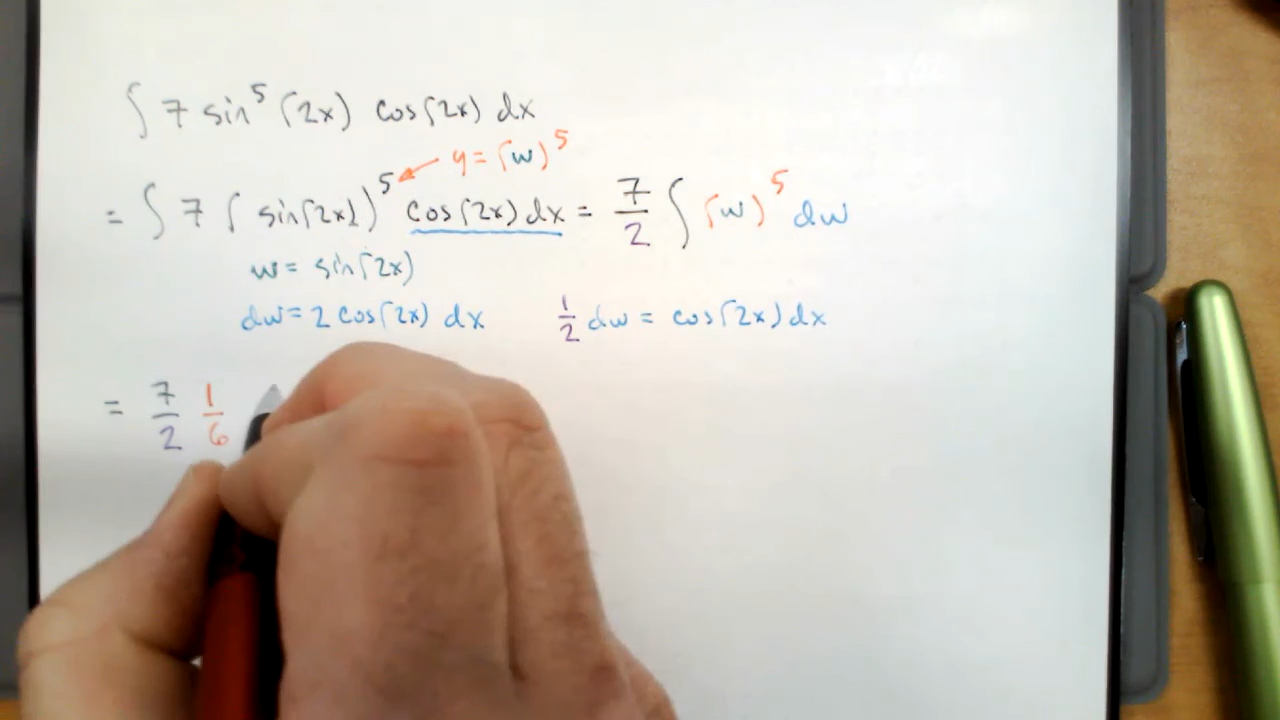 ∫ 7 sin⁵(2x) cos(2x) dx
y = (w)⁵
= ∫ 7 (sin(2x))⁵ cos(2x) dx = 7/2 ∫ (w)⁵ dw
w = sin(2x)
dw = 2 cos(2x) dx 1/2 dw = cos(2x) dx
= 7/2 1/6